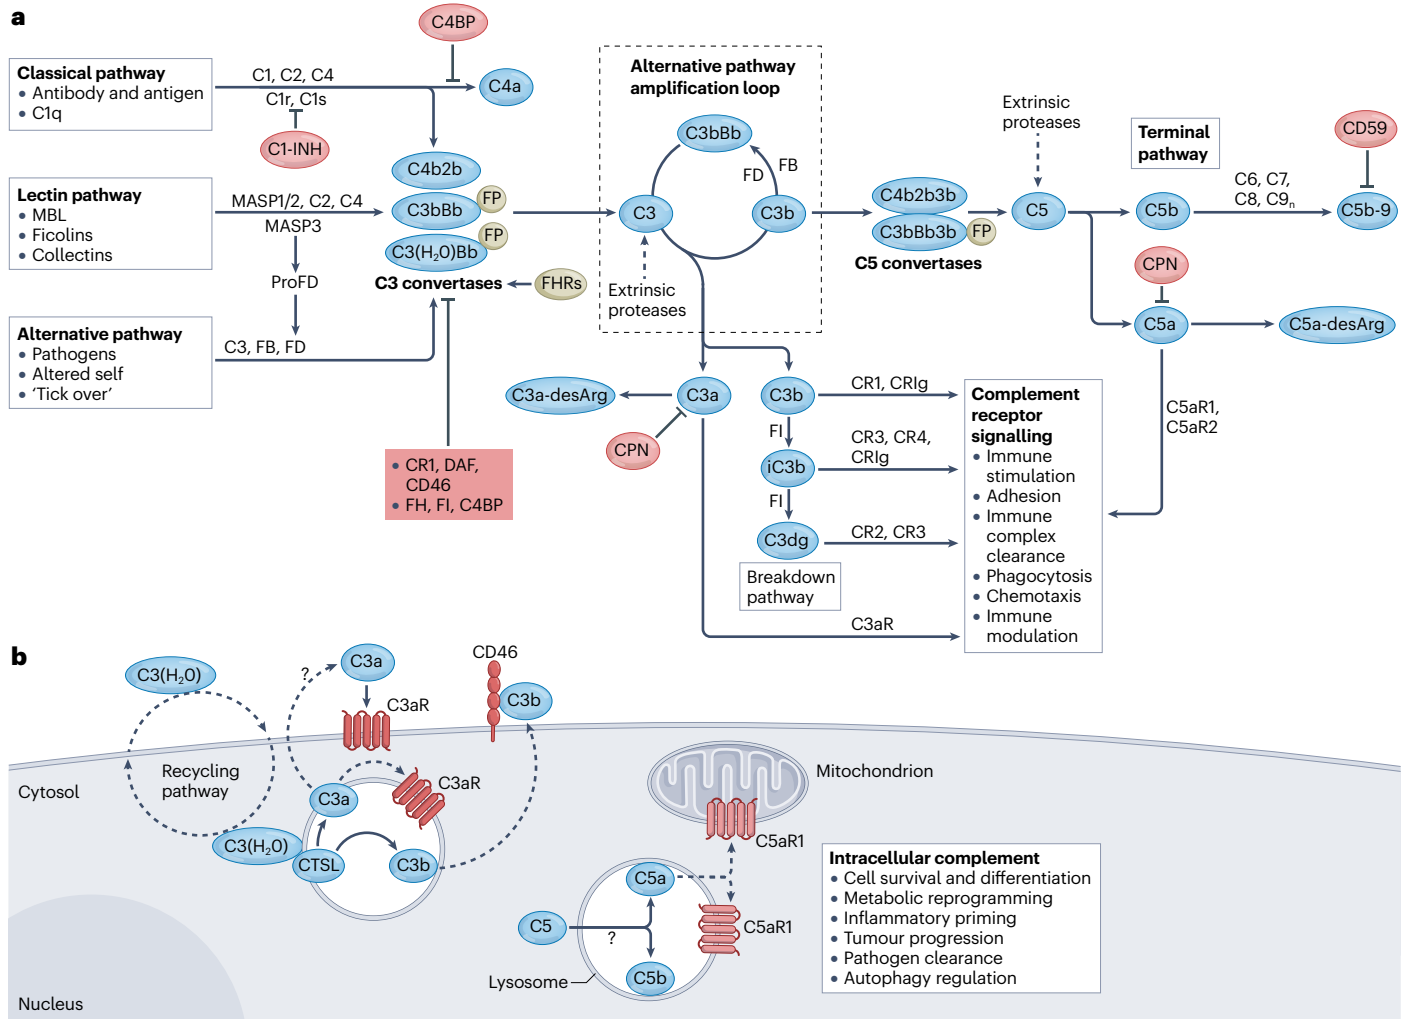 a
C4BP
Classical pathway
• Antibody and antigen
• C1q
C1, C2, C4
C1r, C1s
C4a
C1-INH
Lectin pathway
• MBL
• Ficolins
• Collectins
MASP1/2, C2, C4
MASP3
ProFD
Alternative pathway
• Pathogens
• Altered self
• ‘Tick over’
C3, FB, FD
C4b2b
C3bBb
FP
C3(H₂O)Bb
FP
C3 convertases
FHRs
• CR1, DAF,
CD46
• FH, FI, C4BP
Alternative pathway
amplification loop
C3bBb
FB
FD
C3
C3b
Extrinsic
proteases
C4b2b3b
C3bBb3b
FP
C5 convertases
Extrinsic
proteases
C5
Terminal
pathway
C5b
C6, C7,
C8, C9ₙ
CD59
C5b-9
CPN
C5a
C5a-desArg
C5aR1,
C5aR2
C3a-desArg
C3a
CPN
C3b
CR1, CRIg
FI
iC3b
CR3, CR4,
CRIg
FI
C3dg
CR2, CR3
Breakdown
pathway
C3aR
Complement
receptor
signalling
• Immune
stimulation
• Adhesion
• Immune
complex
clearance
• Phagocytosis
• Chemotaxis
• Immune
modulation
b
C3(H₂O)
?
C3a
C3aR
CD46
C3b
Recycling
pathway
Cytosol
C3a
C3aR
C3(H₂O)
CTSL
C3b
Mitochondrion
C5aR1
C5
?
C5a
C5b
C5aR1
Lysosome
Nucleus
Intracellular complement
• Cell survival and differentiation
• Metabolic reprogramming
• Inflammatory priming
• Tumour progression
• Pathogen clearance
• Autophagy regulation